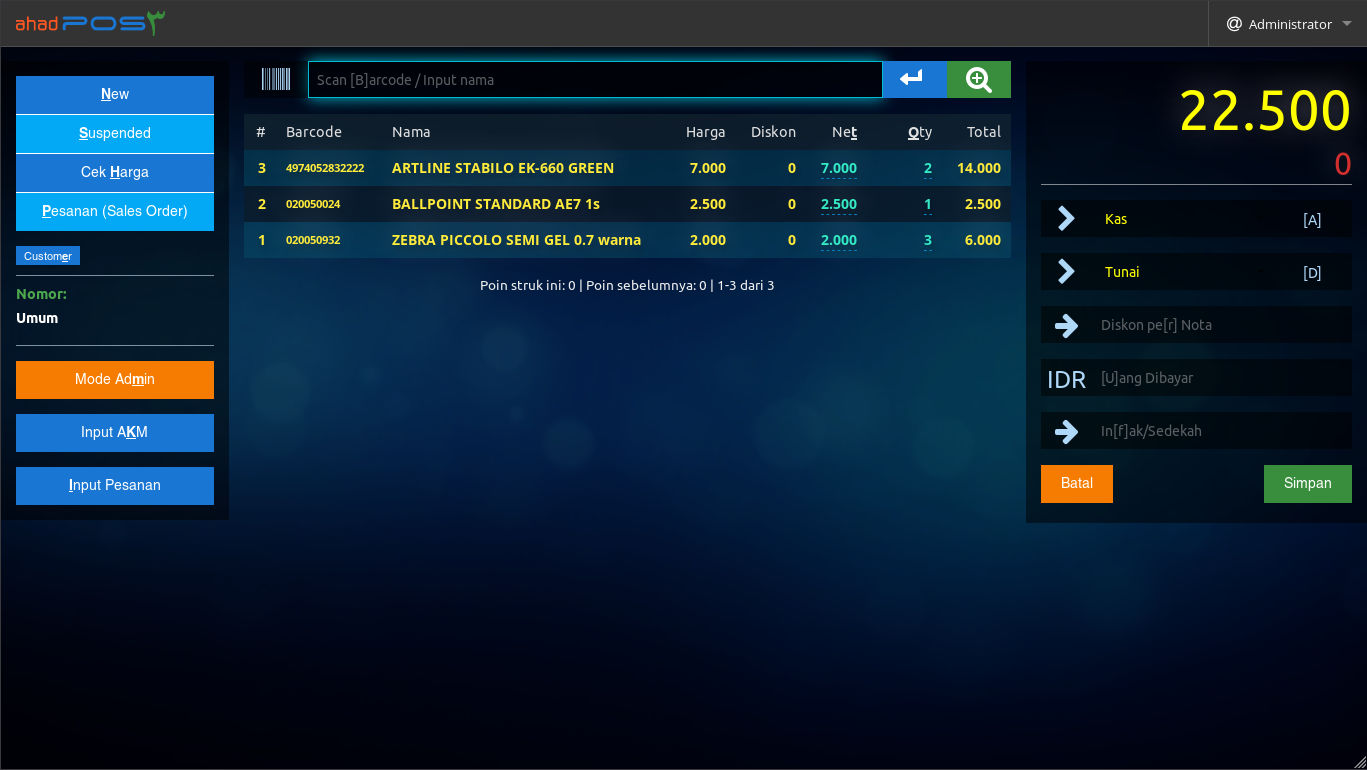 ahad POS
@ Administrator
New
Suspended
Cek Harga
Pesanan (Sales Order)
Customer
Nomor:
Umum
Mode Admin
Input AKM
Input Pesanan
Scan [B]arcode / Input nama
# Barcode Nama Harga Diskon Net Qty Total
3 4974052832222 ARTLINE STABILO EK-660 GREEN 7.000 0 7.000 2 14.000
2 020050024 BALLPOINT STANDARD AE7 1s 2.500 0 2.500 1 2.500
1 020050932 ZEBRA PICCOLO SEMI GEL 0.7 warna 2.000 0 2.000 3 6.000
Poin struk ini: 0 | Poin sebelumnya: 0 | 1-3 dari 3
22.500
0
Kas [A]
Tunai [D]
Diskon pe[r] Nota
IDR [U]ang Dibayar
In[f]ak/Sedekah
Batal Simpan